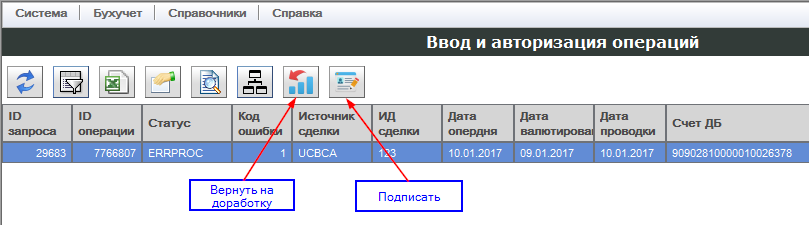 Система Бухучет Справочники Справка
Ввод и авторизация операций
ID запроса ID операции Статус Код ошибки Источник сделки ИД сделки Дата опердня Дата валютирован Дата проводки Счет ДБ
29683 7766807 ERRPROC 1 UCBCA 123 10.01.2017 09.01.2017 10.01.2017 90902810000010026378
Вернуть на
доработку
Подписать